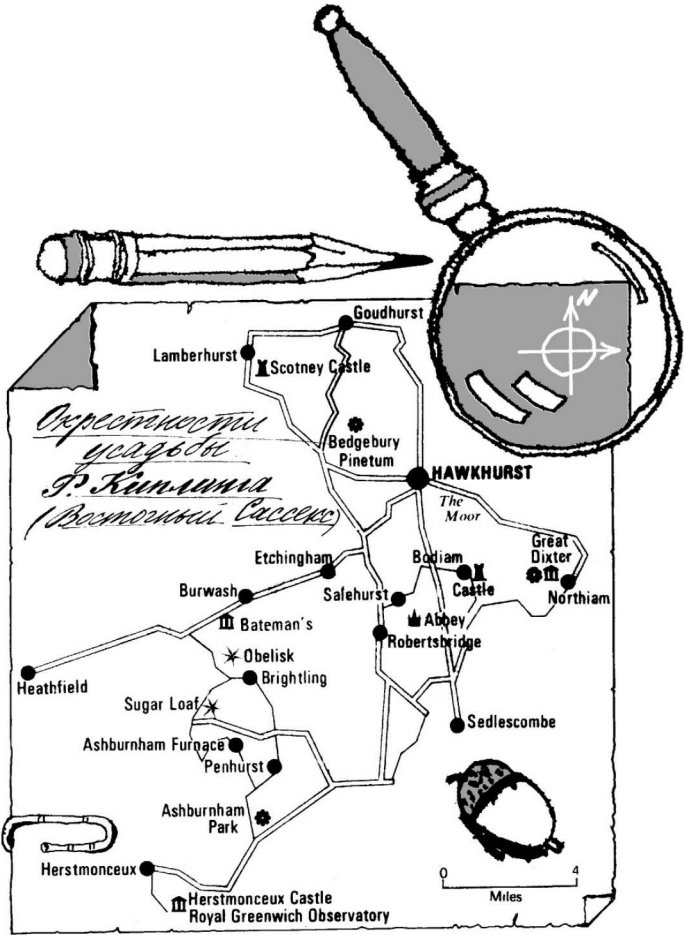 N
Goudhurst
Lamberhurst
Scotney Castle
Окрестности
усадьбы
Р. Киплинга
(Восточный Сассекс)
Bedgebury
Pinetum
HAWKHURST
The
Moor
Great
Dixter
Etchingham
Bodiam
Castle
Burwash
Salehurst
Northiam
Bateman's
Abbey
Robertsbridge
Obelisk
Heathfield
Brightling
Sugar Loaf
Sedlescombe
Ashburnham Furnace
Penhurst
Ashburnham
Park
Herstmonceux
0 4
Miles
Herstmonceux Castle
Royal Greenwich Observatory